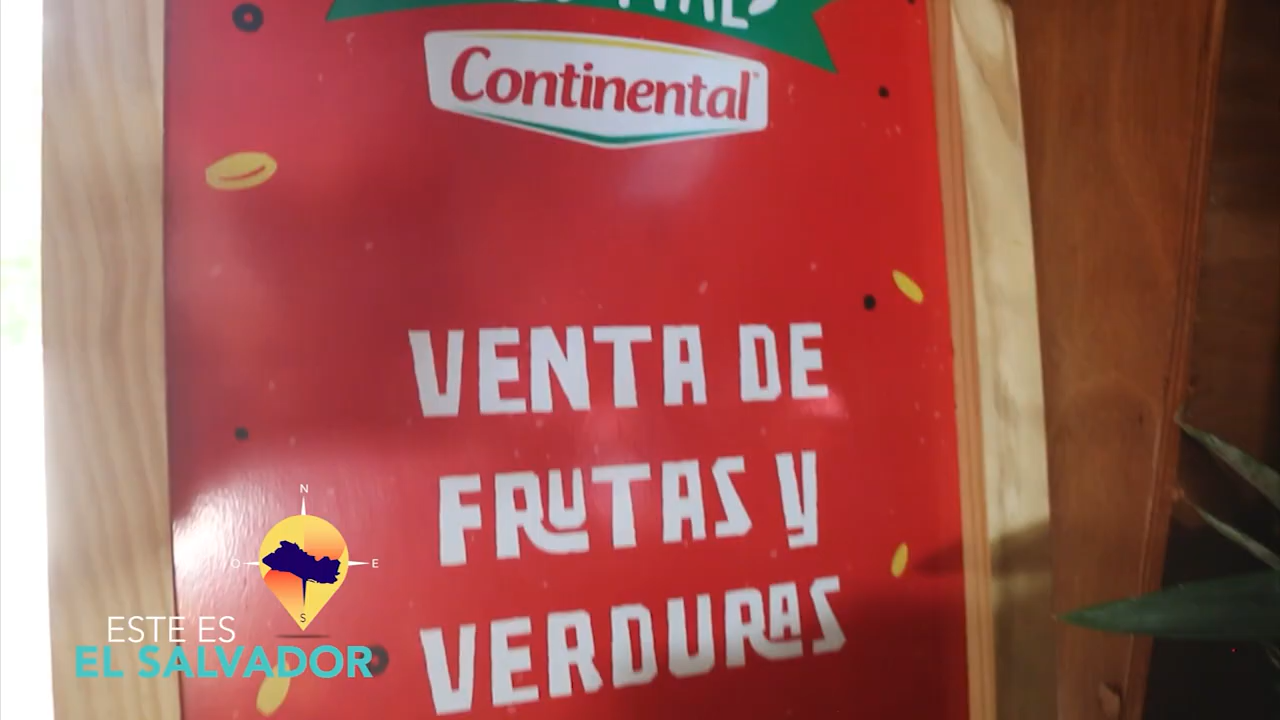 Continental
VENTA DE
FRUTAS Y
VERDURAS
N
O
E
S
ESTE ES
EL SALVADOR